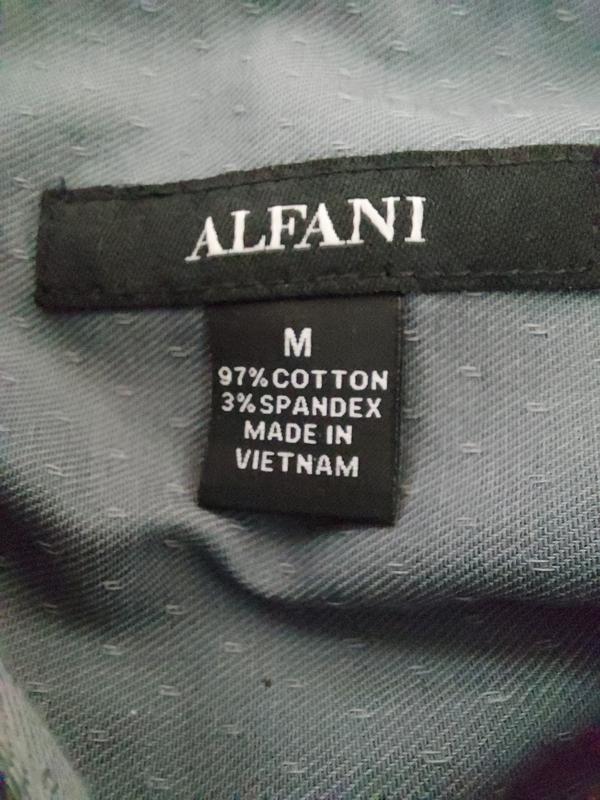 ALFANI
M
97% COTTON
3% SPANDEX
MADE IN
VIETNAM